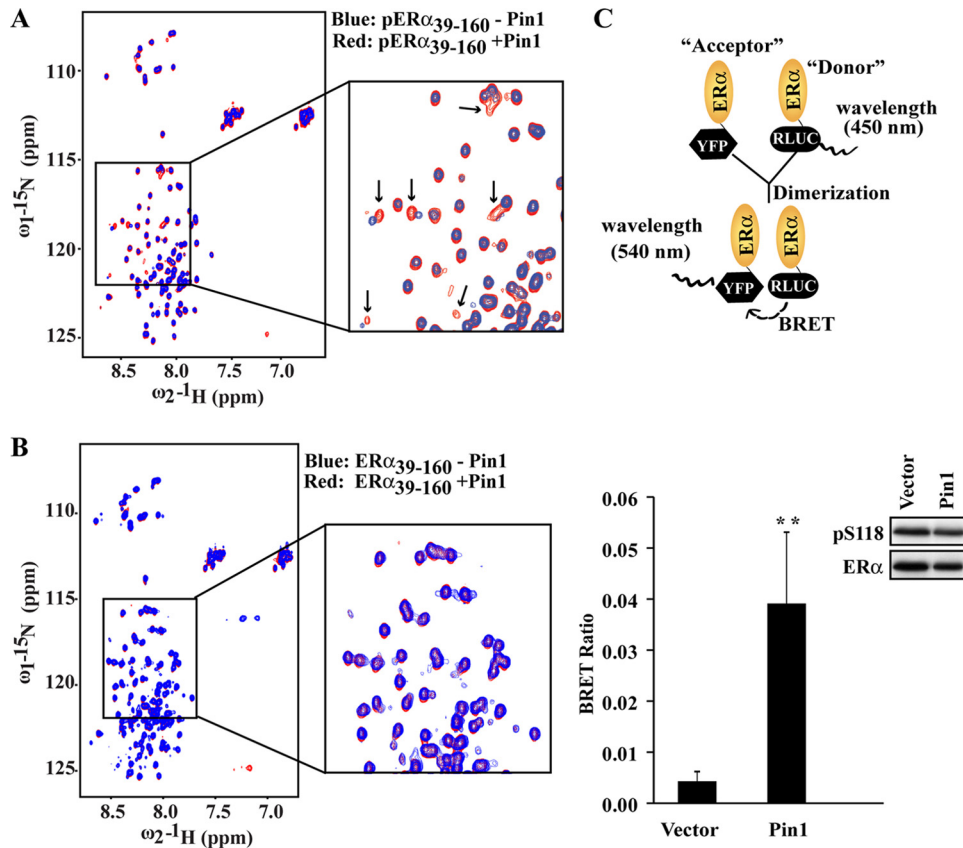 A
Blue: pERα39-160 - Pin1
Red: pERα39-160 +Pin1
110
115
120
125
ω1-15N (ppm)
8.5 8.0 7.5 7.0
ω2-1H (ppm)
B
Blue: ERα39-160 - Pin1
Red: ERα39-160 +Pin1
110
115
120
125
ω1-15N (ppm)
8.5 8.0 7.5 7.0
ω2-1H (ppm)
C
“Acceptor”
“Donor”
ERα
ERα
YFP
RLUC
wavelength
(450 nm)
Dimerization
wavelength
(540 nm)
ERα
ERα
YFP
RLUC
BRET
0.06
0.05
0.04
0.03
0.02
0.01
0.00
BRET Ratio
**
Vector Pin1
Vector Pin1
pS118
ERα